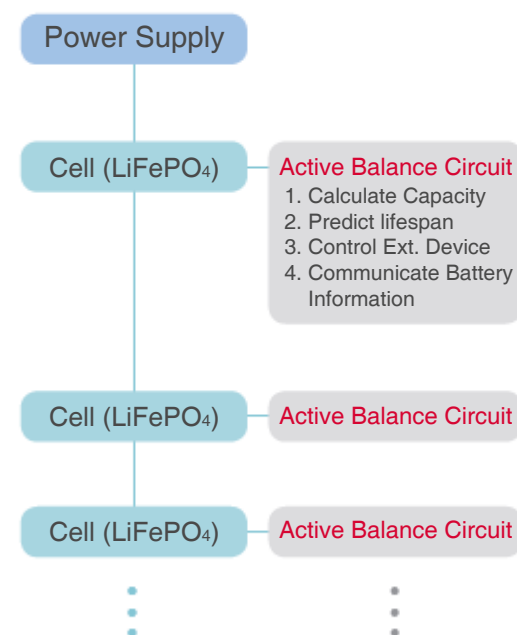 Power Supply
Cell (LiFePO₄)
Active Balance Circuit
1. Calculate Capacity
2. Predict lifespan
3. Control Ext. Device
4. Communicate Battery
Information
Cell (LiFePO₄)
Active Balance Circuit
Cell (LiFePO₄)
Active Balance Circuit